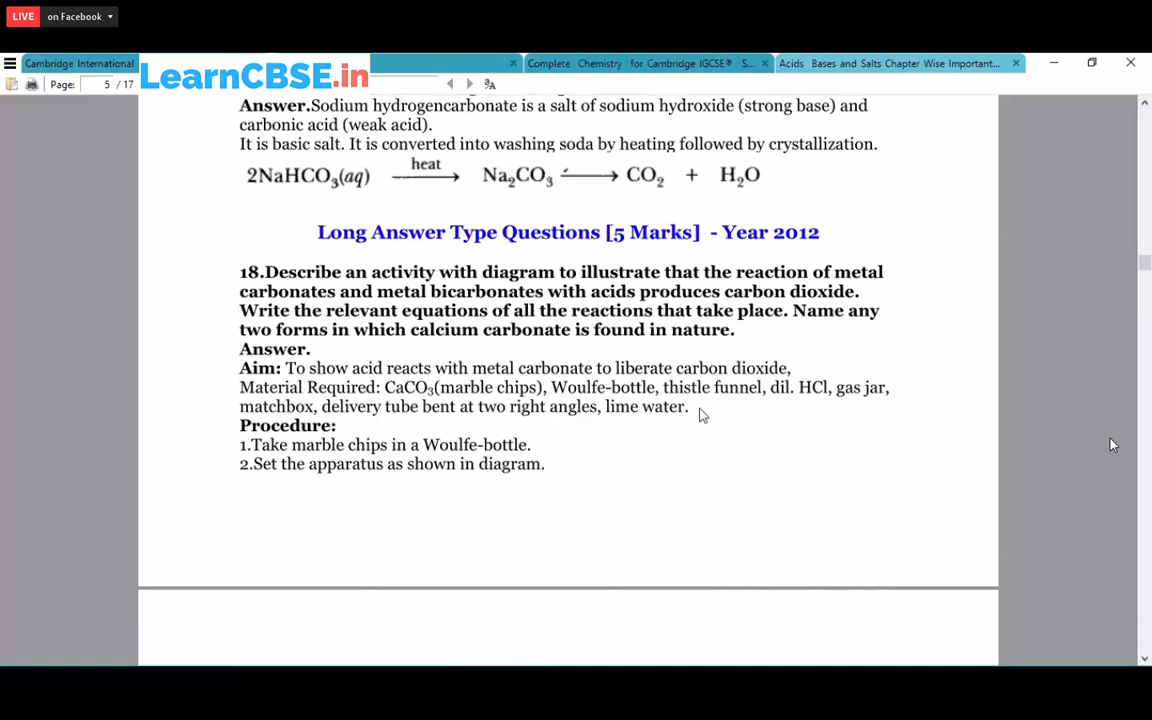 LIVE on Facebook
Cambridge International
Complete Chemistry for Cambridge IGCSE® S...
Acids Bases and Salts Chapter Wise Important...
Page: 5 / 17
LearnCBSE.in
Answer.Sodium hydrogencarbonate is a salt of sodium hydroxide (strong base) and
carbonic acid (weak acid).
It is basic salt. It is converted into washing soda by heating followed by crystallization.
2NaHCO₃(aq) heat ⟶ Na₂CO₃ ⟶ CO₂ + H₂O
Long Answer Type Questions [5 Marks] - Year 2012
18.Describe an activity with diagram to illustrate that the reaction of metal
carbonates and metal bicarbonates with acids produces carbon dioxide.
Write the relevant equations of all the reactions that take place. Name any
two forms in which calcium carbonate is found in nature.
Answer.
Aim: To show acid reacts with metal carbonate to liberate carbon dioxide,
Material Required: CaCO₃(marble chips), Woulfe-bottle, thistle funnel, dil. HCl, gas jar,
matchbox, delivery tube bent at two right angles, lime water.
Procedure:
1.Take marble chips in a Woulfe-bottle.
2.Set the apparatus as shown in diagram.